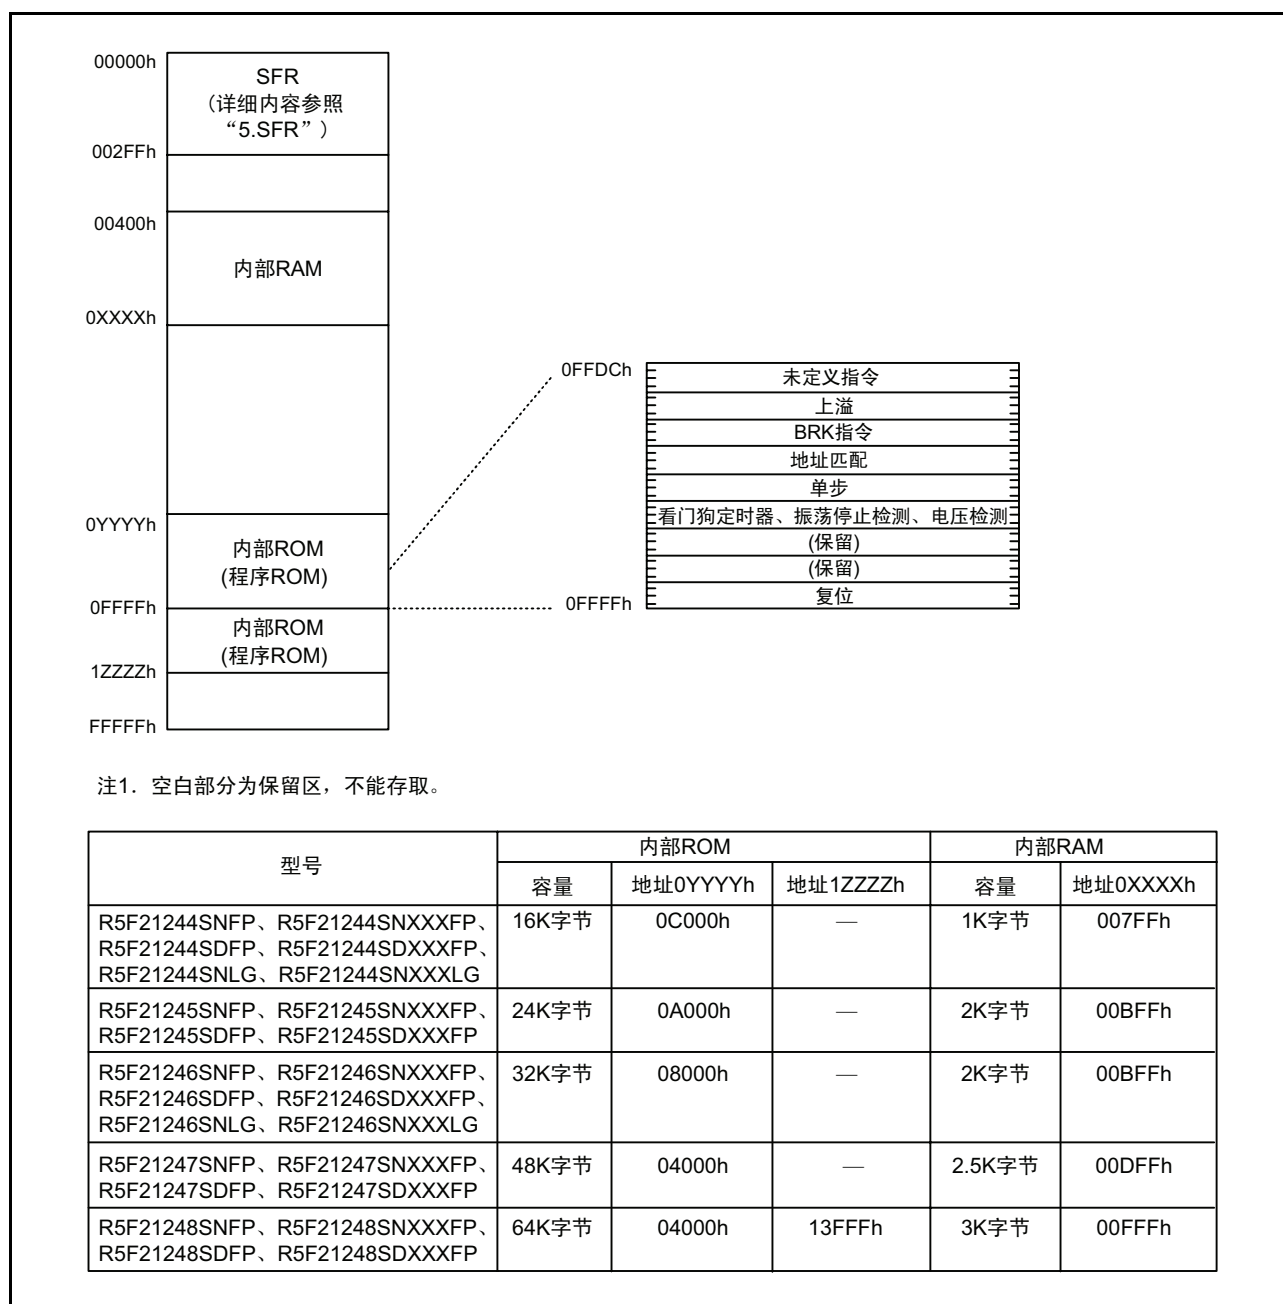 00000h
SFR
（详细内容参照
“5.SFR”）
002FFh
00400h
内部RAM
0XXXXh
0YYYYh
内部ROM
(程序ROM)
0FFFFh
内部ROM
(程序ROM)
1ZZZZh
FFFFFh
0FFDCh
未定义指令
上溢
BRK指令
地址匹配
单步
看门狗定时器、振荡停止检测、电压检测
(保留)
(保留)
0FFFFh
复位
注1. 空白部分为保留区，不能存取。
型号 内部ROM 内部RAM
容量 地址0YYYYh 地址1ZZZZh 容量 地址0XXXXh
R5F21244SNFP、R5F21244SNXXXFP、 16K字节 0C000h — 1K字节 007FFh
R5F21244SDFP、R5F21244SDXXXFP、
R5F21244SNLG、R5F21244SNXXXLG
R5F21245SNFP、R5F21245SNXXXFP、 24K字节 0A000h — 2K字节 00BFFh
R5F21245SDFP、R5F21245SDXXXFP
R5F21246SNFP、R5F21246SNXXXFP、 32K字节 08000h — 2K字节 00BFFh
R5F21246SDFP、R5F21246SDXXXFP、
R5F21246SNLG、R5F21246SNXXXLG
R5F21247SNFP、R5F21247SNXXXFP、 48K字节 04000h — 2.5K字节 00DFFh
R5F21247SDFP、R5F21247SDXXXFP
R5F21248SNFP、R5F21248SNXXXFP、 64K字节 04000h 13FFFh 3K字节 00FFFh
R5F21248SDFP、R5F21248SDXXXFP